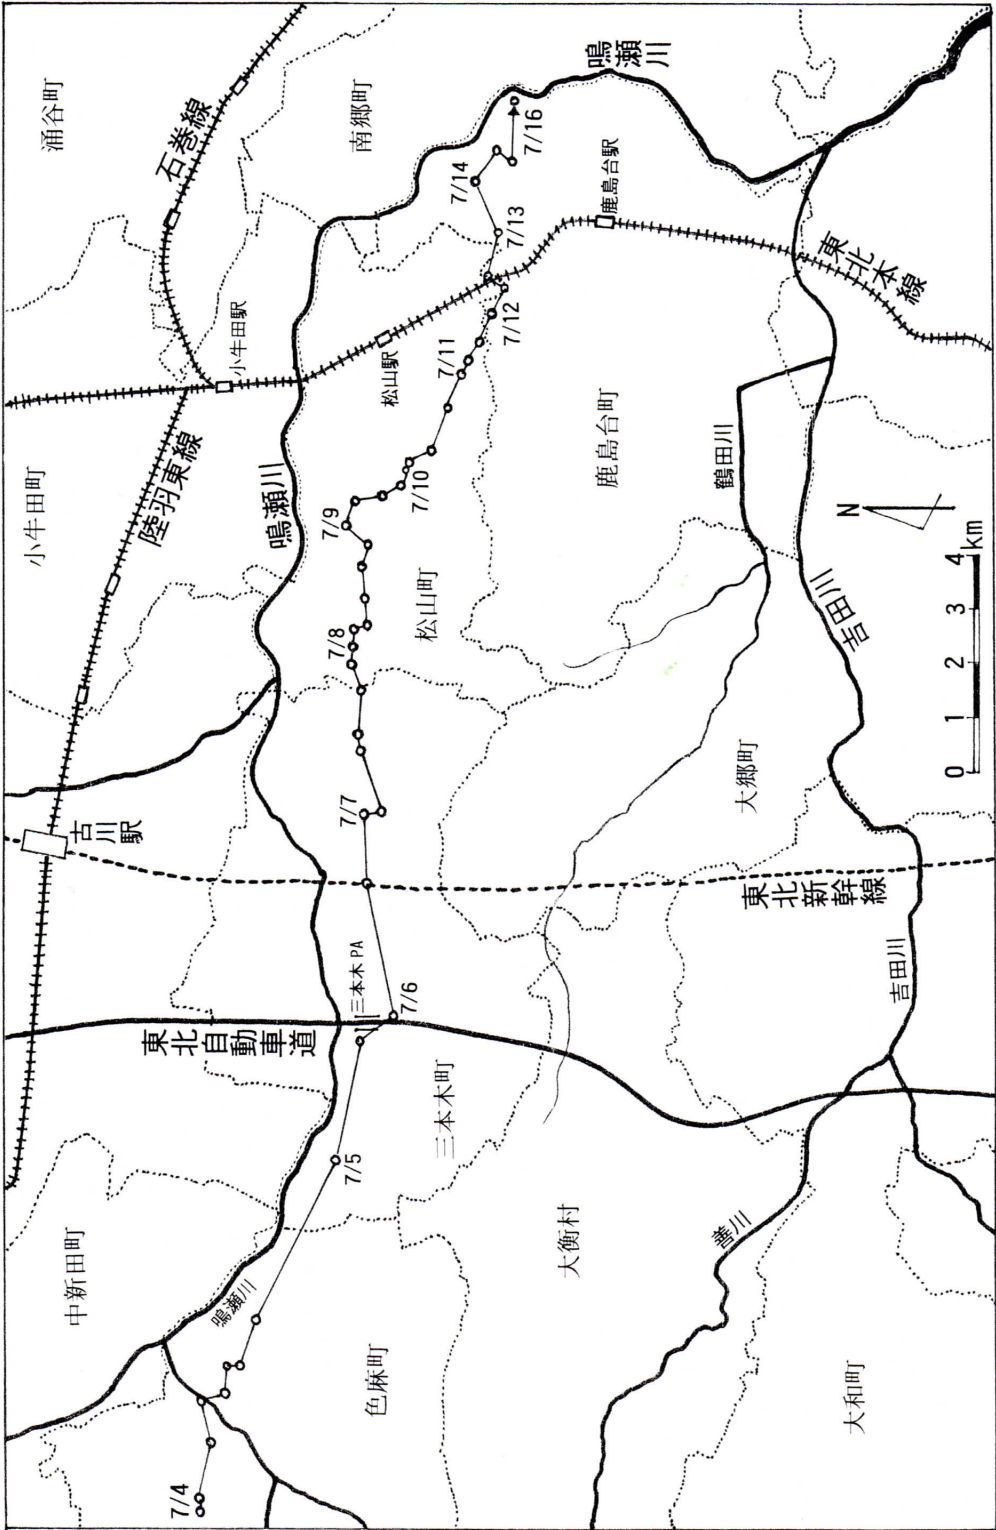 涌谷町
石巻線
南郷町
鳴瀬川
7/16
7/14
7/13
鹿島台駅
東北本線
小牛田駅
松山駅
7/12
7/11
小牛田町
陸羽東線
鳴瀬川
7/10
7/9
鹿島台町
鶴田川
松山町
7/8
吉田川
N
0 1 2 3 4km
古川駅
7/7
大郷町
東北新幹線
三本木PA
7/6
東北自動車道
吉田川
三本木町
7/5
中新田町
鳴瀬川
大衡村
善川
色麻町
大和町
7/4